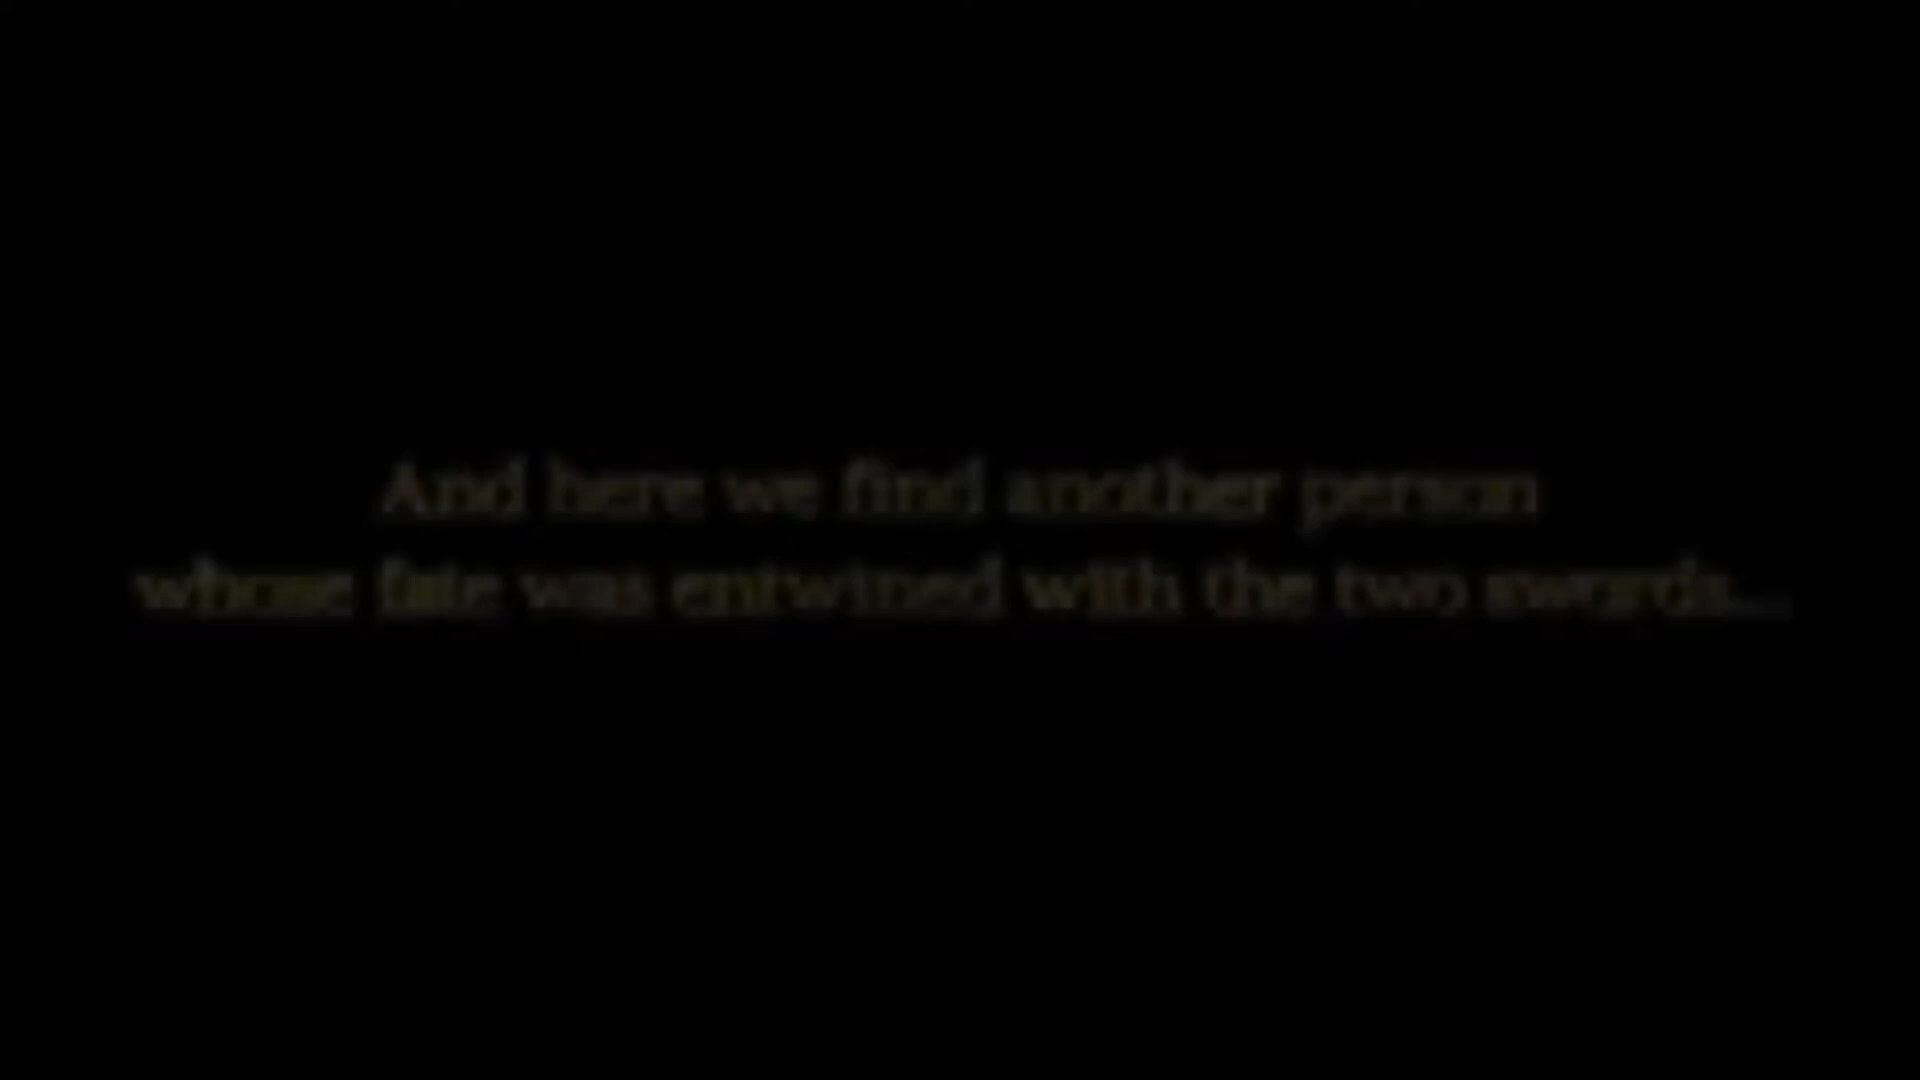 And here we find another person
whose fate was entwined with the two swords...